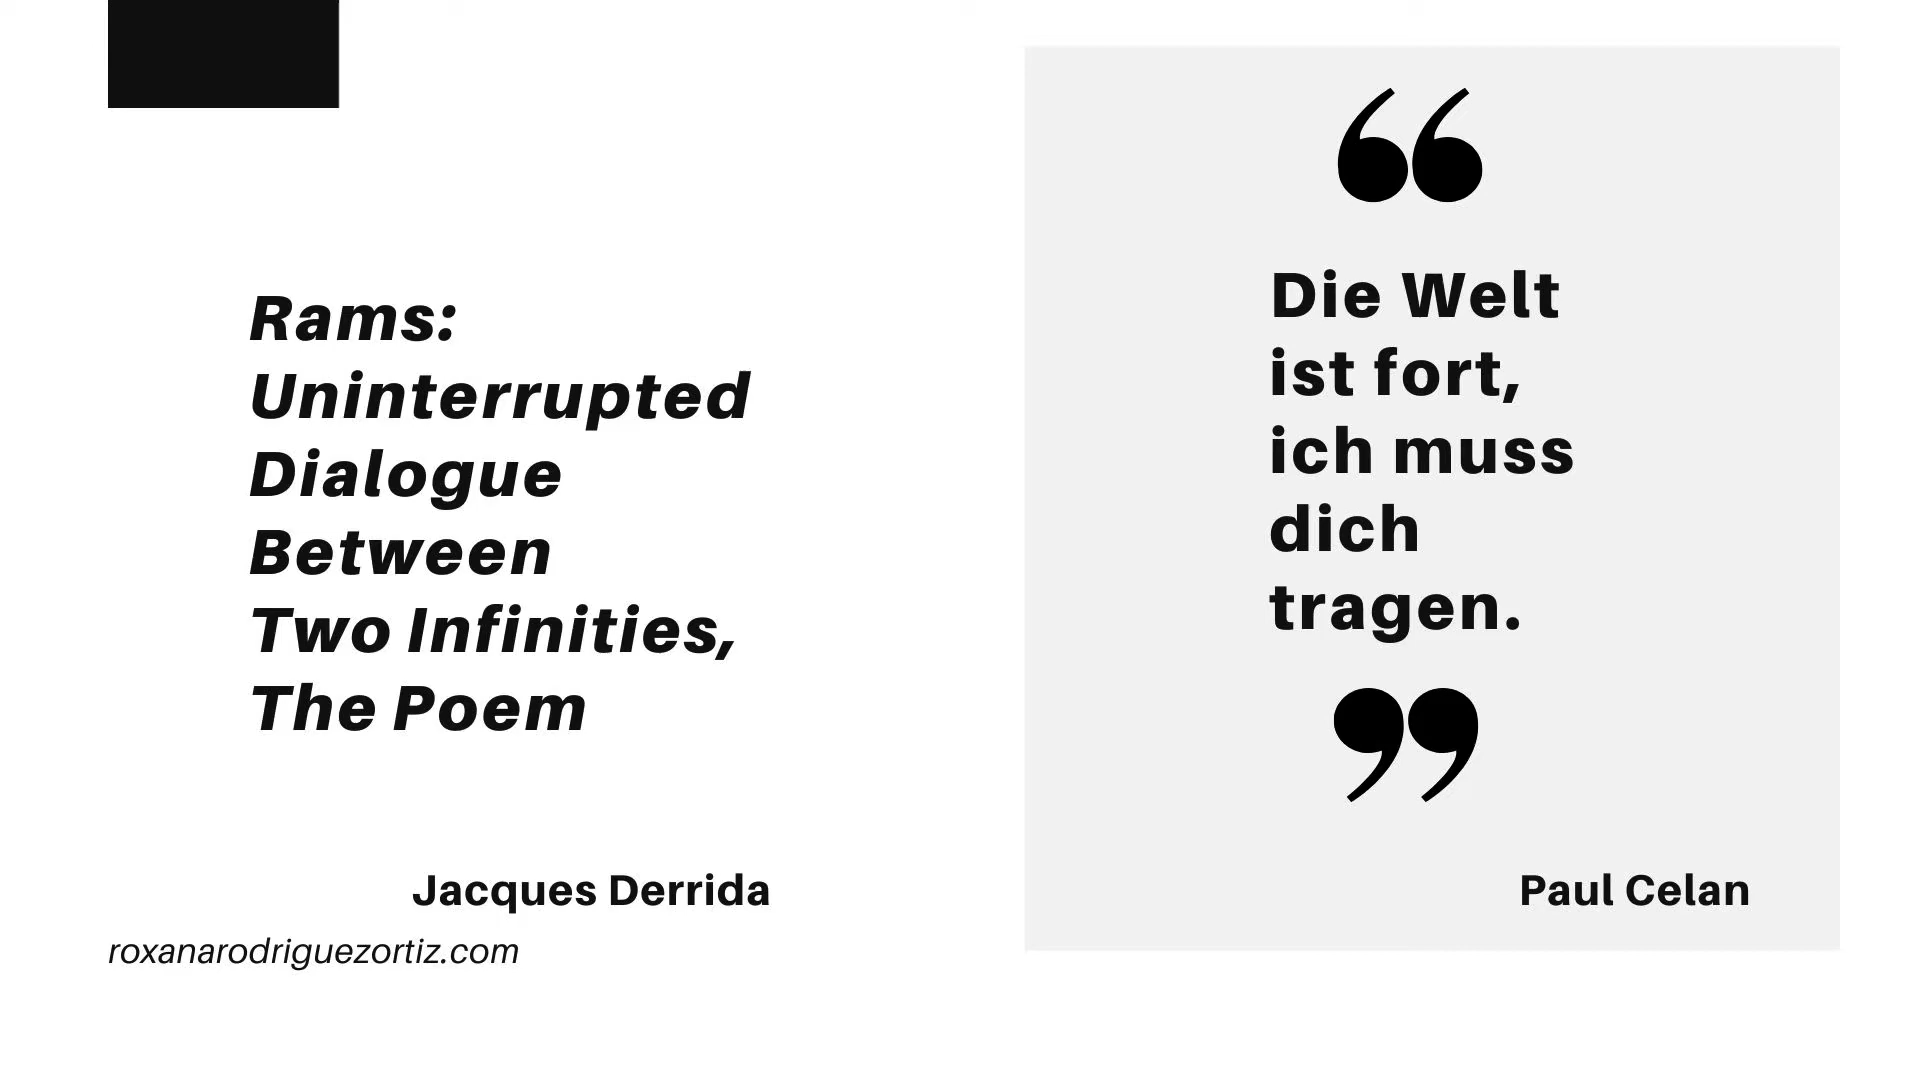 Rams:
Uninterrupted
Dialogue
Between
Two Infinities,
The Poem
Jacques Derrida
roxanarodriguezortiz.com
“
Die Welt
ist fort,
ich muss
dich
tragen.
”
Paul Celan